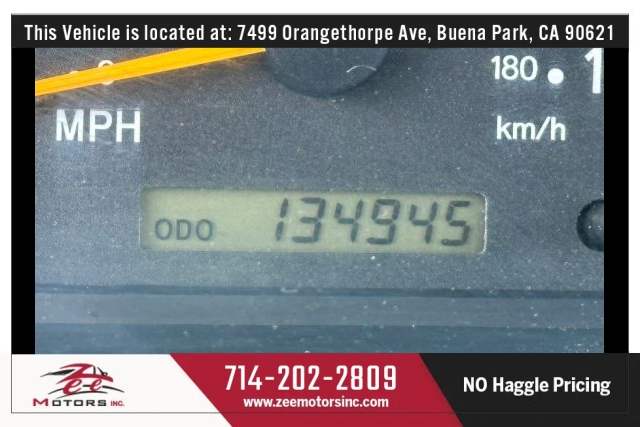 This Vehicle is located at: 7499 Orangethorpe Ave, Buena Park, CA 90621
180
MPH
km/h
ODO 134945
Zee
MOTORS INC.
714-202-2809
www.zeemotorsinc.com
NO Haggle Pricing